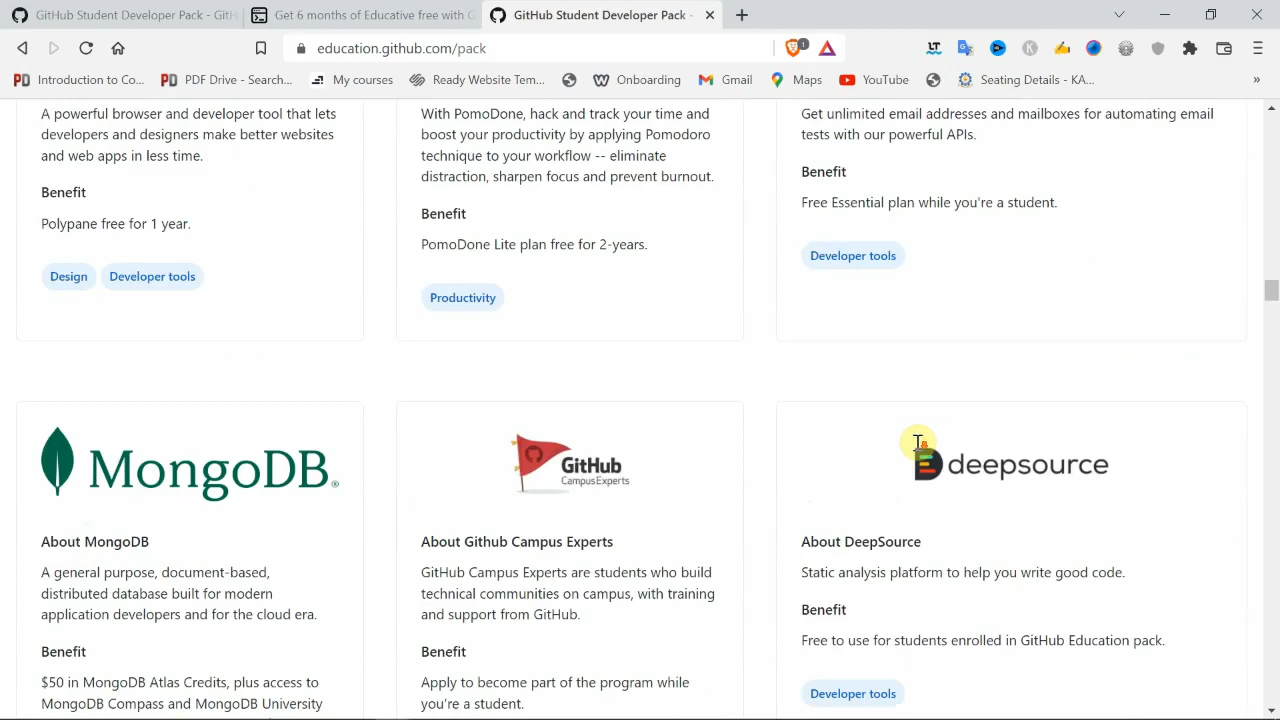 GitHub Student Developer Pack - GitH
Get 6 months of Educative free with G
GitHub Student Developer Pack -
education.github.com/pack
1
LT
K
PD Introduction to Co...
PD PDF Drive - Search...
My courses
Ready Website Tem...
W Onboarding
Gmail
Maps
YouTube
Seating Details - KA...
»
A powerful browser and developer tool that lets
developers and designers make better websites
and web apps in less time.
Benefit
Polypane free for 1 year.
Design
Developer tools
With PomoDone, hack and track your time and
boost your productivity by applying Pomodoro
technique to your workflow -- eliminate
distraction, sharpen focus and prevent burnout.
Benefit
PomoDone Lite plan free for 2-years.
Productivity
Get unlimited email addresses and mailboxes for automating email
tests with our powerful APIs.
Benefit
Free Essential plan while you're a student.
Developer tools
MongoDB®
About MongoDB
A general purpose, document-based,
distributed database built for modern
application developers and for the cloud era.
Benefit
$50 in MongoDB Atlas Credits, plus access to
MongoDB Compass and MongoDB University
GitHub
CampusExperts
About Github Campus Experts
GitHub Campus Experts are students who build
technical communities on campus, with training
and support from GitHub.
Benefit
Apply to become part of the program while
you're a student.
deepsource
About DeepSource
Static analysis platform to help you write good code.
Benefit
Free to use for students enrolled in GitHub Education pack.
Developer tools